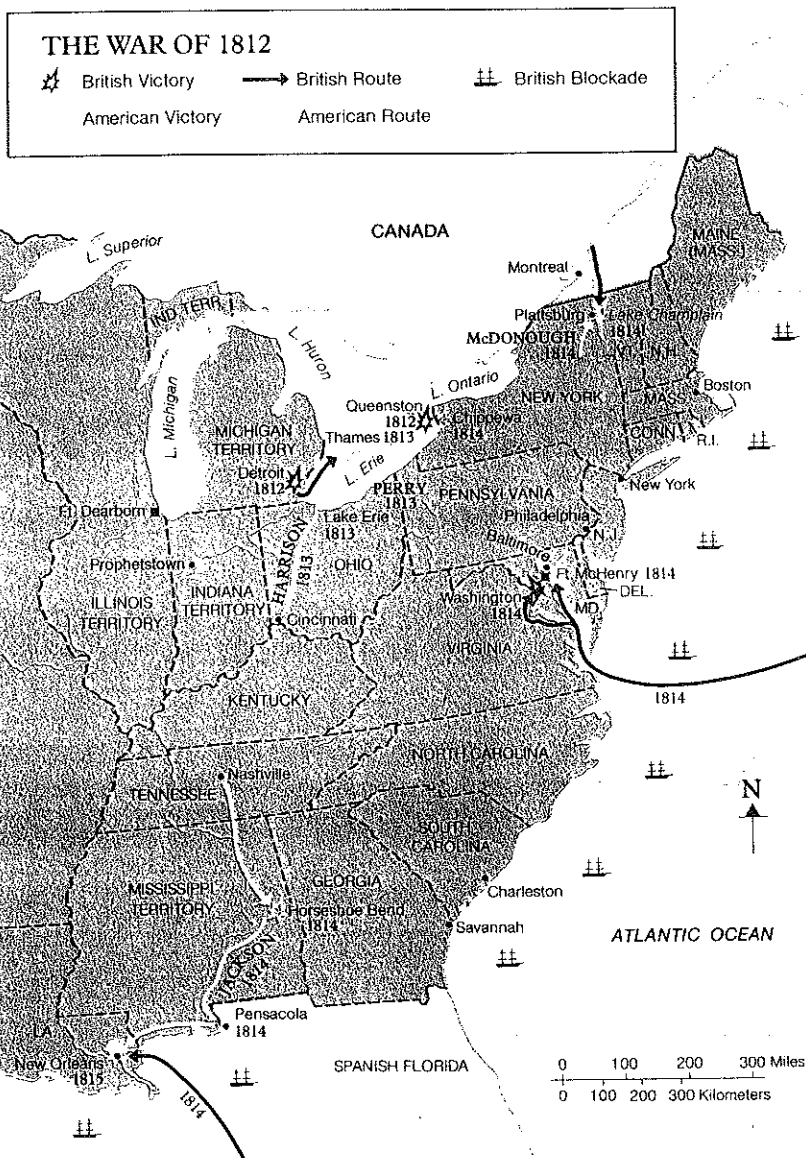 THE WAR OF 1812
British Victory
British Route
British Blockade
American Victory
American Route
CANADA
L. Superior
MAINE
(MASS.)
Montreal
IND. TERR.
L. Huron
Plattsburg
Lake Champlain
1814
McDONOUGH
1814
VT.
N.H.
L. Michigan
L. Ontario
Boston
MASS.
NEW YORK
Queenston
1812
1813
Chippewa
1814
CONN.
R.I.
MICHIGAN
TERRITORY
Thames
Detroit
1812
L. Erie
PERRY
1813
PENNSYLVANIA
New York
Ft. Dearborn
Lake Erie
1813
Philadelphia
N.J.
Baltimore
Prophetstown
HARRISON
1813
OHIO
Ft. McHenry 1814
DEL.
ILLINOIS
TERRITORY
INDIANA
TERRITORY
Washington
1814
MD.
Cincinnati
VIRGINIA
KENTUCKY
1814
NORTH CAROLINA
Nashville
TENNESSEE
N
SOUTH
CAROLINA
MISSISSIPPI
TERRITORY
GEORGIA
Charleston
Horseshoe Bend
1814
Savannah
ATLANTIC OCEAN
JACKSON
1814
Pensacola
1814
LA.
New Orleans
1815
SPANISH FLORIDA
0 100 200 300 Miles
0 100 200 300 Kilometers
1814